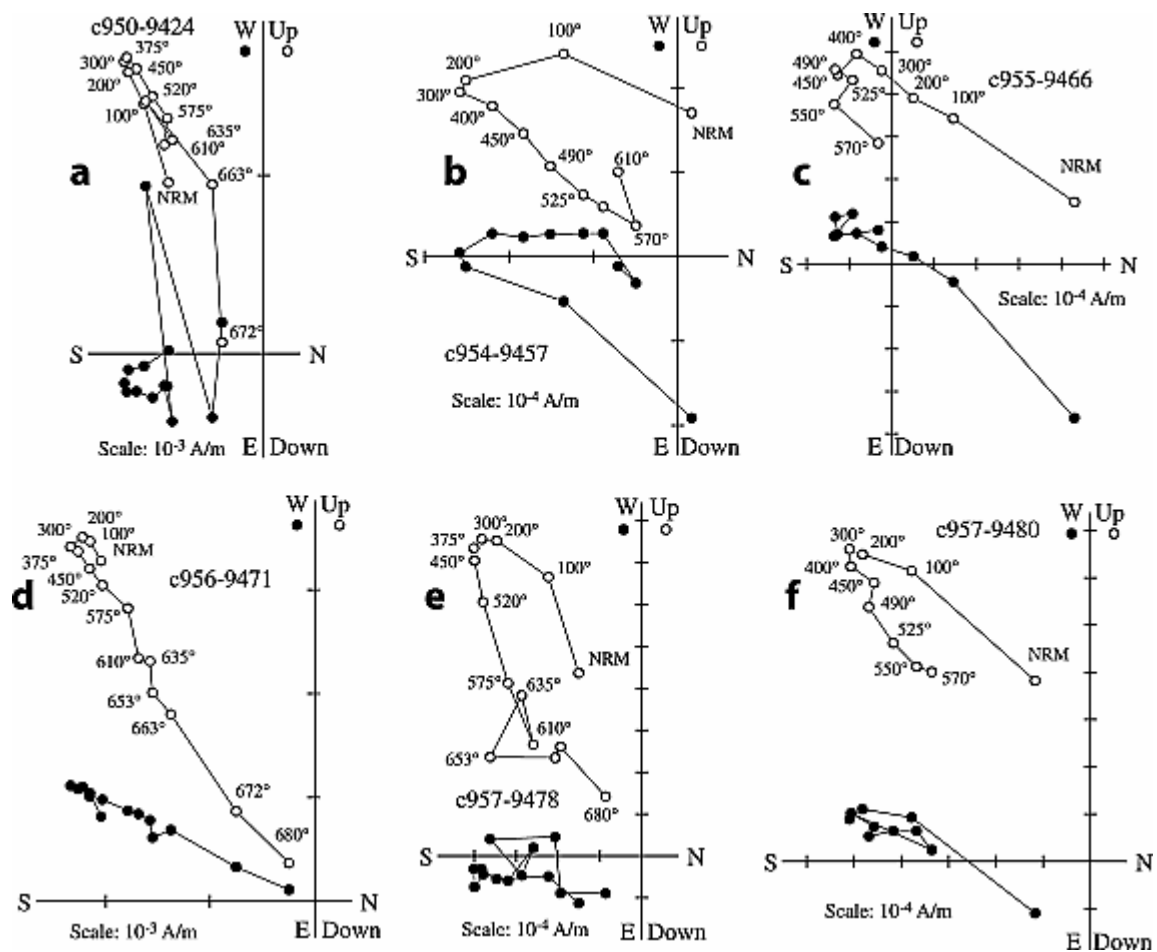 c950-9424
W Up
375°
300°
450°
200°
520°
100°
575°
635°
610°
a
NRM
663°
672°
S N
Scale: 10-3 A/m
E Down
W Up
100°
200°
300°
400°
NRM
450°
b
490°
610°
525°
570°
S N
c954-9457
Scale: 10-4 A/m
E Down
W Up
400°
490°
300°
450°
200°
c955-9466
525°
100°
550°
570°
c
NRM
S N
Scale: 10-4 A/m
E Down
W Up
200°
300°
100°
NRM
375°
c956-9471
450°
d
520°
575°
610°
635°
653°
663°
672°
680°
S N
Scale: 10-3 A/m
E Down
W Up
300°
375°
200°
450°
100°
e
520°
NRM
575°
635°
610°
653°
c957-9478
680°
S N
Scale: 10-4 A/m
E Down
c957-9480
W Up
300°
200°
400°
100°
450°
f
490°
525°
NRM
550°
570°
S N
Scale: 10-4 A/m
E Down